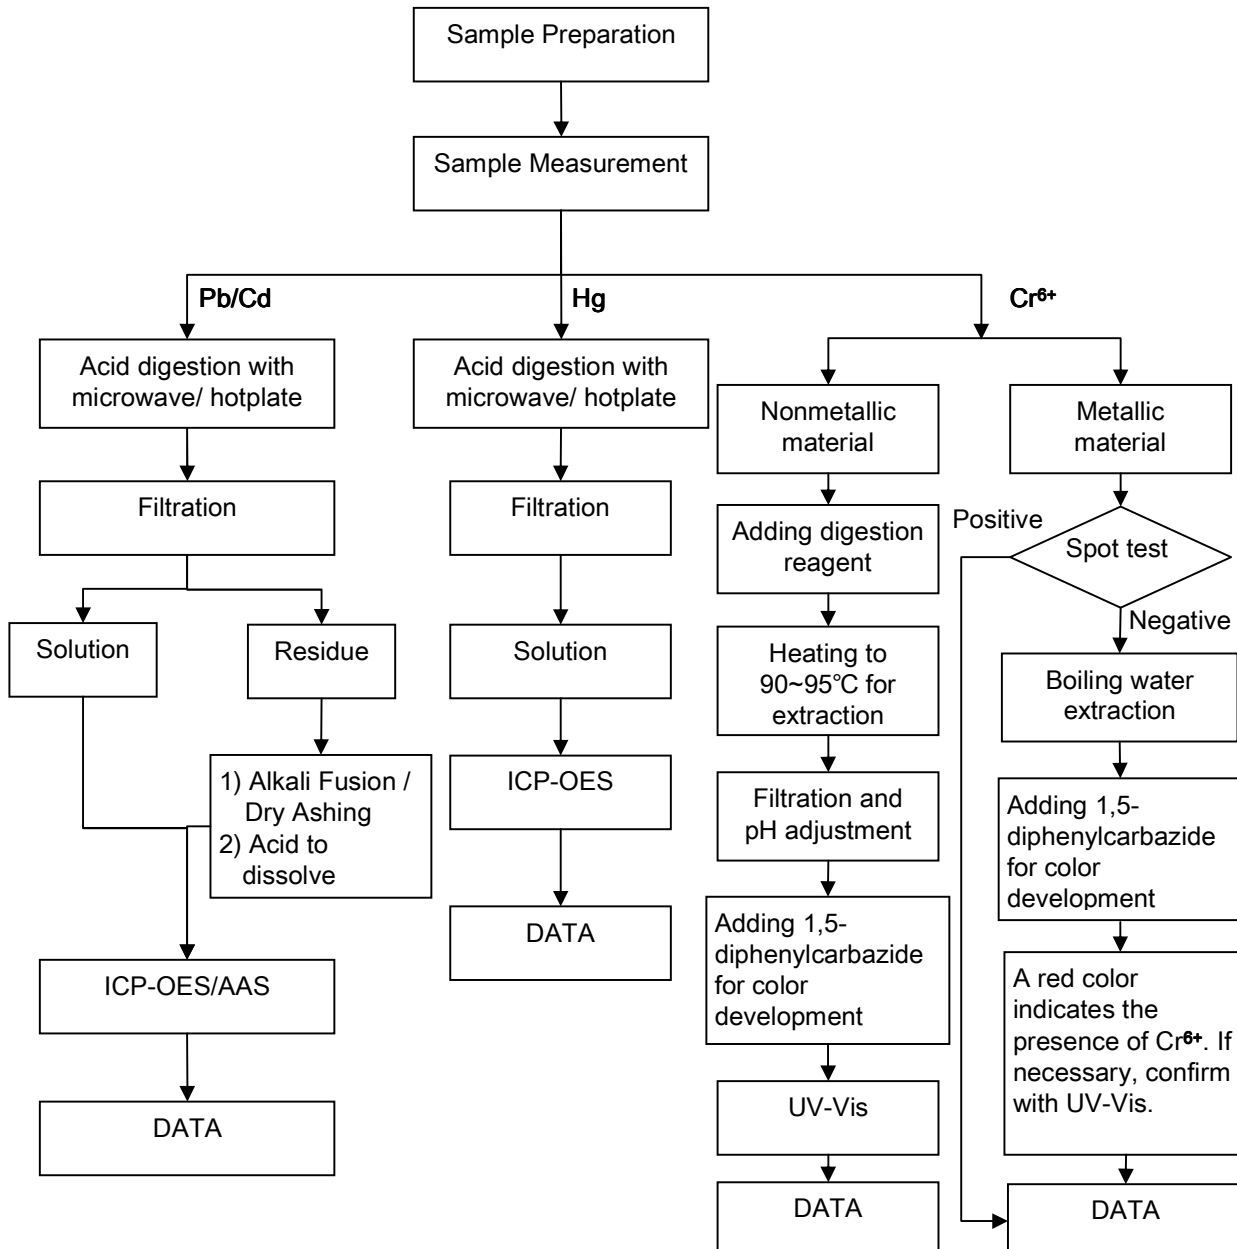 Sample Preparation
Sample Measurement
Pb/Cd
Hg
Cr⁶⁺
Acid digestion with
microwave/ hotplate
Filtration
Solution
Residue
1) Alkali Fusion /
Dry Ashing
2) Acid to
dissolve
ICP-OES/AAS
DATA
Acid digestion with
microwave/ hotplate
Filtration
Solution
ICP-OES
DATA
Nonmetallic
material
Adding digestion
reagent
Heating to
90~95℃ for
extraction
Filtration and
pH adjustment
Adding 1,5-
diphenylcarbazide
for color
development
UV-Vis
DATA
Metallic
material
Spot test
Positive
Negative
Boiling water
extraction
Adding 1,5-
diphenylcarbazide
for color
development
A red color
indicates the
presence of Cr⁶⁺. If
necessary, confirm
with UV-Vis.
DATA